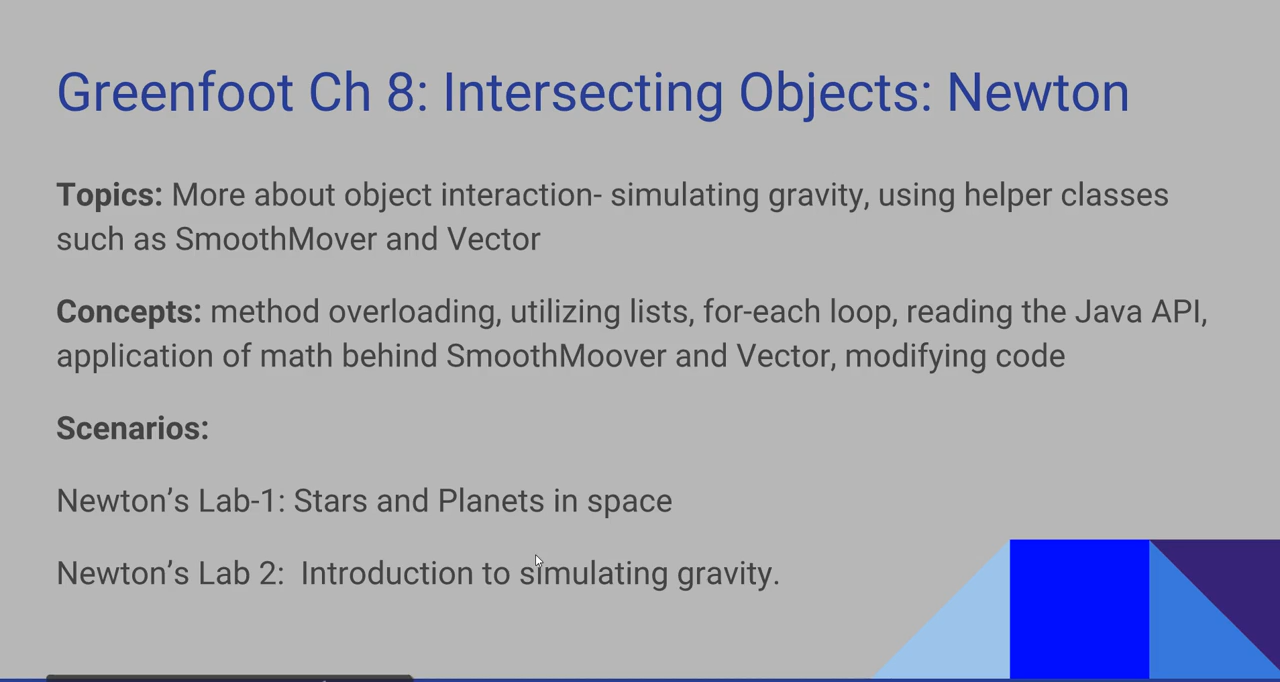 Greenfoot Ch 8: Intersecting Objects: Newton
Topics: More about object interaction- simulating gravity, using helper classes
such as SmoothMover and Vector
Concepts: method overloading, utilizing lists, for-each loop, reading the Java API,
application of math behind SmoothMoover and Vector, modifying code
Scenarios:
Newton’s Lab-1: Stars and Planets in space
Newton’s Lab 2:  Introduction to simulating gravity.